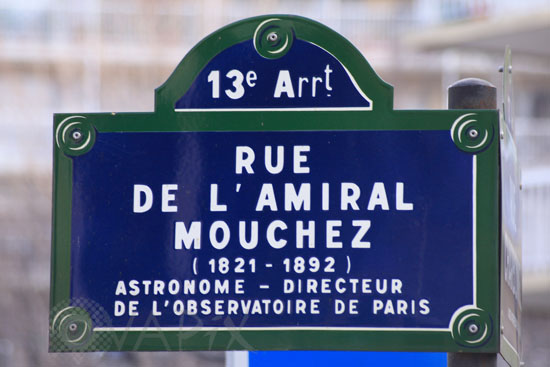 13e Arrt
RUE
DE L'AMIRAL
MOUCHEZ
(1821-1892)
ASTRONOME - DIRECTEUR
DE L'OBSERVATOIRE DE PARIS